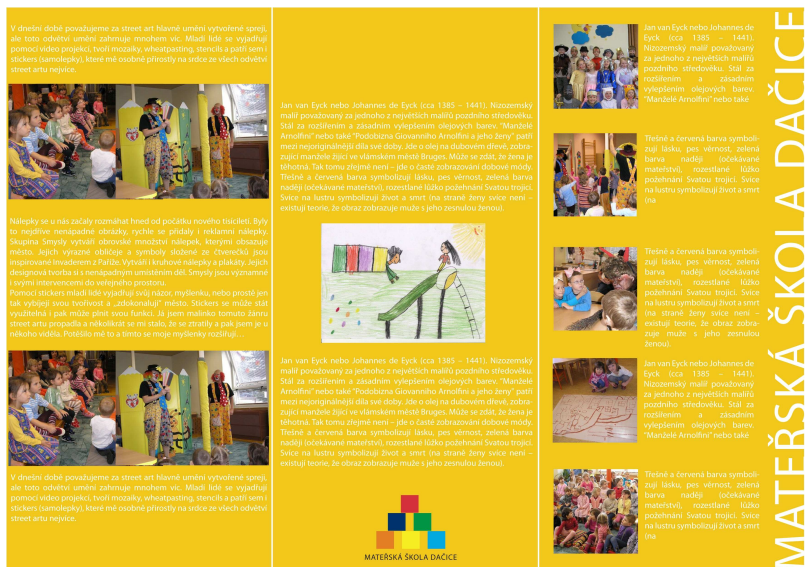 V dnešní době považujeme za street art hlavně umění vytvořené spreji,
ale toto odvětví umění zahrnuje mnohem víc. Mladí lidé se vyjadřují
pomocí video projekcí, tvoří mozaiky, wheatpasting, stencils a patří sem i
stickers (samolepky), které mě osobně přirostly na srdce ze všech odvětví
street artu nejvíce.
Nálepky se u nás začaly rozmáhat hned od počátku nového tisíciletí. Byly
to nejdříve nenápadné obrázky, rychle se přidaly i reklamní nálepky.
Skupina Smysly vytváří obrovské množství nálepek, kterými obsazuje
město. Jejich výrazné obličeje a symboly složené ze čtverečků jsou
inspirované Invaderem z Paříže. Vytváří i kruhové nálepky a plakáty. Jejich
designová tvorba si s nenápadným umístěním děl. Smysly jsou významné
i svými intervencemi do veřejného prostoru.
Pomocí stickers mladí lidé vyjadřují svůj názor, myšlenku, nebo prostě jen
tak vybíjejí svou tvořivost a „zdokonalují" město. Stickers se může stát
využitelná i pak může plnit svou funkci. Já jsem malinko tomuto žánru
street artu propadla a několikrát se mi stalo, že se ztratily a pak jsem je u
někoho viděla. Potěšilo mě to a tímto se moje myšlenky rozšiřují…
V dnešní době považujeme za street art hlavně umění vytvořené spreji,
ale toto odvětví umění zahrnuje mnohem víc. Mladí lidé se vyjadřují
pomocí video projekcí, tvoří mozaiky, wheatpasting, stencils a patří sem i
stickers (samolepky), které mě osobně přirostly na srdce ze všech odvětví
street artu nejvíce.
Jan van Eyck nebo Johannes de Eyck (cca 1385 – 1441). Nizozemský
malíř považovaný za jednoho z největších malířů pozdního středověku.
Stál za rozšířením a zásadním vylepšením olejových barev. "Manželé
Arnolfini" nebo také "Podobizna Giovanniho Arnolfini a jeho ženy" patří
mezi nejoriginálnější díla své doby. Jde o olej na dubovém dřevě, zobra-
zující manžele žijící ve vlámském městě Bruges. Může se zdát, že žena je
těhotná. Tak tomu zřejmě není – jde o časté zobrazování dobové módy.
Třešně a červená barva symbolizují lásku, pes věrnost, zelená barva
naději (očekávané mateřství), rozestlané lůžko požehnání Svatou trojicí.
Svíce na lustru symbolizují život a smrt (na straně ženy svíce není –
existují teorie, že obraz zobrazuje muže s jeho zesnulou ženou).
Jan van Eyck nebo Johannes de Eyck (cca 1385 – 1441). Nizozemský
malíř považovaný za jednoho z největších malířů pozdního středověku.
Stál za rozšířením a zásadním vylepšením olejových barev. "Manželé
Arnolfini" nebo také "Podobizna Giovanniho Arnolfini a jeho ženy" patří
mezi nejoriginálnější díla své doby. Jde o olej na dubovém dřevě, zobra-
zující manžele žijící ve vlámském městě Bruges. Může se zdát, že žena je
těhotná. Tak tomu zřejmě není – jde o časté zobrazování dobové módy.
Třešně a červená barva symbolizují lásku, pes věrnost, zelená barva
naději (očekávané mateřství), rozestlané lůžko požehnání Svatou trojicí.
Svíce na lustru symbolizují život a smrt (na straně ženy svíce není –
existují teorie, že obraz zobrazuje muže s jeho zesnulou ženou).
MATEŘSKÁ ŠKOLA DAČICE
Jan van Eyck nebo Johannes de
Eyck (cca 1385 - 1441).
Nizozemský malíř považovaný
za jednoho z největších malířů
pozdního středověku. Stál za
rozšířením a zásadním
vylepšením olejových barev.
"Manželé Arnolfini" nebo také
Třešně a červená barva symboli-
zují lásku, pes věrnost, zelená
barva naději (očekávané
mateřství), rozestlané lůžko
požehnání Svatou trojicí. Svíce
na lustru symbolizují život a smrt
(na
Třešně a červená barva symboli-
zují lásku, pes věrnost, zelená
barva naději (očekávané
mateřství), rozestlané lůžko
požehnání Svatou trojicí. Svíce
na lustru symbolizují život a smrt
(na straně ženy svíce není –
existují teorie, že obraz zobra-
zuje muže s jeho zesnulou
ženou).
Jan van Eyck nebo Johannes de
Eyck (cca 1385 - 1441).
Nizozemský malíř považovaný
za jednoho z největších malířů
pozdního středověku. Stál za
rozšířením a zásadním
vylepšením olejových barev.
"Manželé Arnolfini" nebo také
Třešně a červená barva symboli-
zují lásku, pes věrnost, zelená
barva naději (očekávané
mateřství), rozestlané lůžko
požehnání Svatou trojicí. Svíce
na lustru symbolizují život a smrt
(na
MATEŘSKÁ ŠKOLA DAČICE